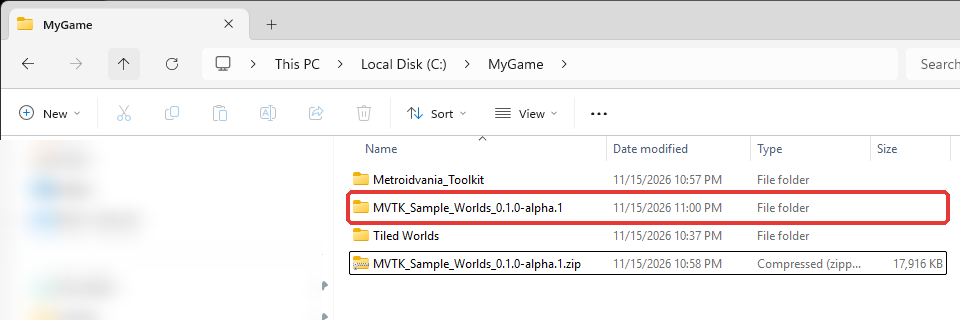 MyGame
This PC Local Disk (C:) MyGame Search
New Sort View
Name Date modified Type Size
Metroidvania_Toolkit 11/15/2026 10:57 PM File folder
MVTK_Sample_Worlds_0.1.0-alpha.1 11/15/2026 11:00 PM File folder
Tiled Worlds 11/15/2026 10:37 PM File folder
MVTK_Sample_Worlds_0.1.0-alpha.1.zip 11/15/2026 10:58 PM Compressed (zipp... 17,916 KB